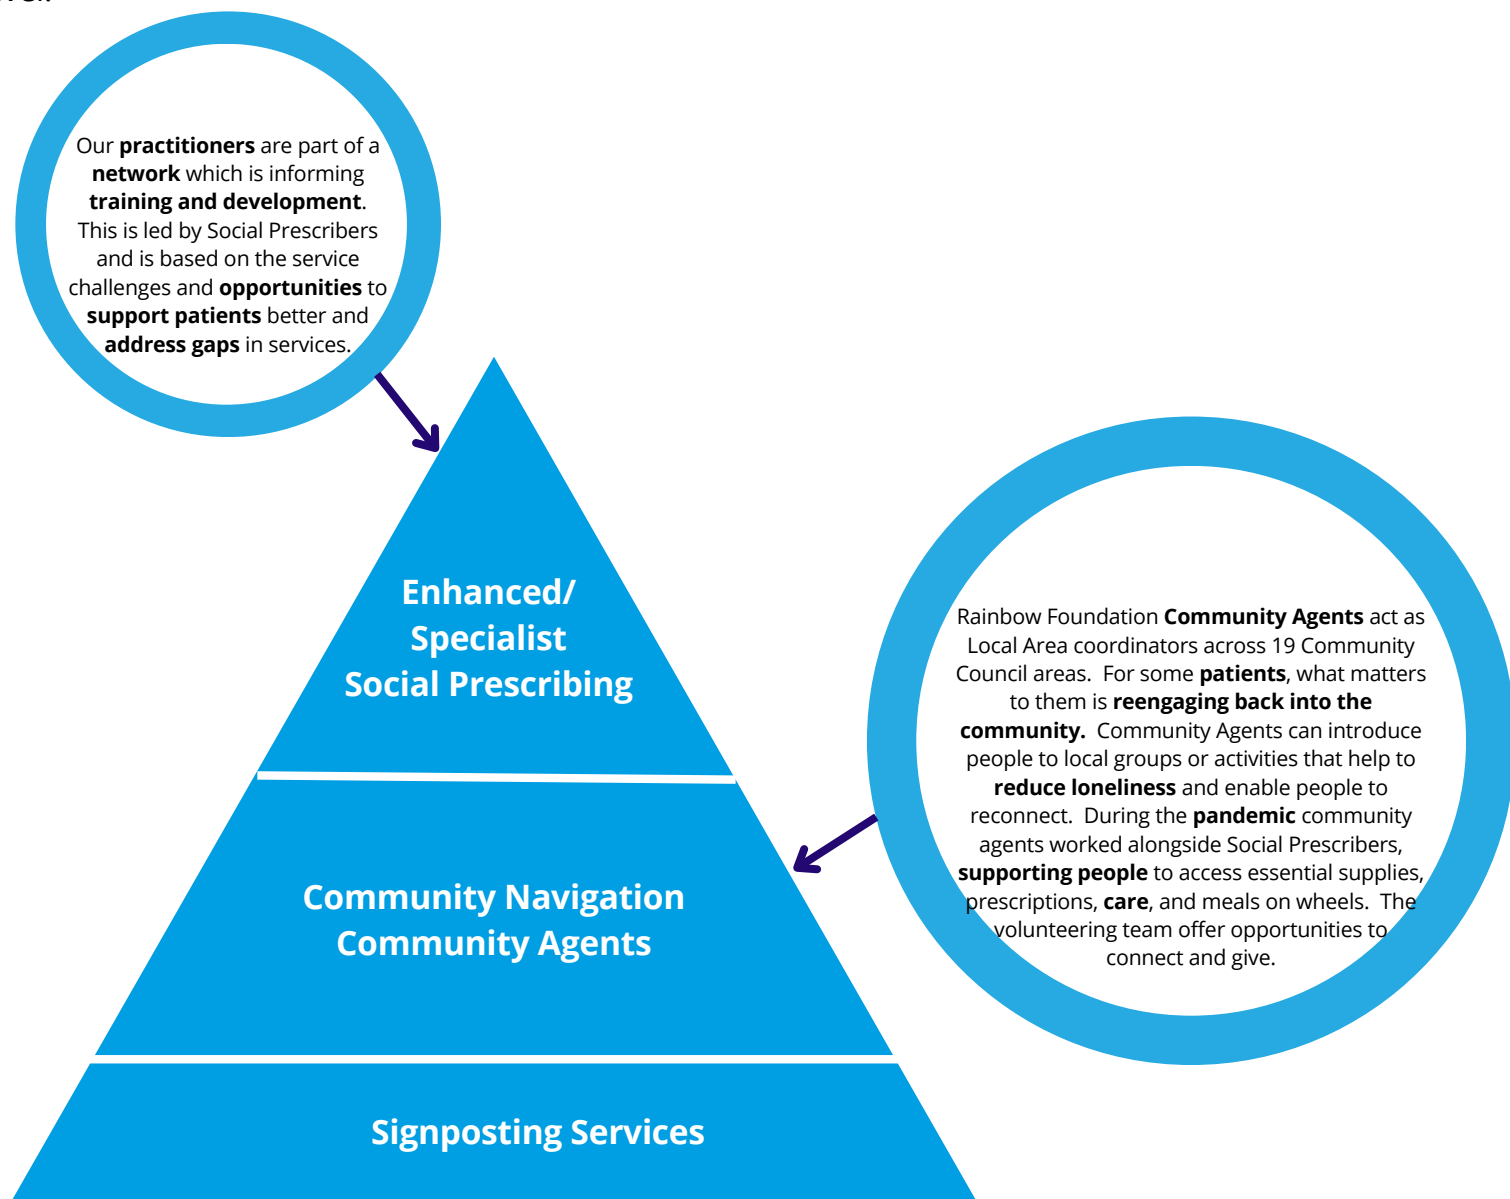 Our practitioners are part of a
network which is informing
training and development.
This is led by Social Prescribers
and is based on the service
challenges and opportunities to
support patients better and
address gaps in services.
Enhanced/
Specialist
Social Prescribing
Rainbow Foundation Community Agents act as
Local Area coordinators across 19 Community
Council areas.  For some patients, what matters
to them is reengaging back into the
community.  Community Agents can introduce
people to local groups or activities that help to
reduce loneliness and enable people to
reconnect.  During the pandemic community
agents worked alongside Social Prescribers,
supporting people to access essential supplies,
prescriptions, care, and meals on wheels.  The
volunteering team offer opportunities to
connect and give.
Community Navigation
Community Agents
Signposting Services